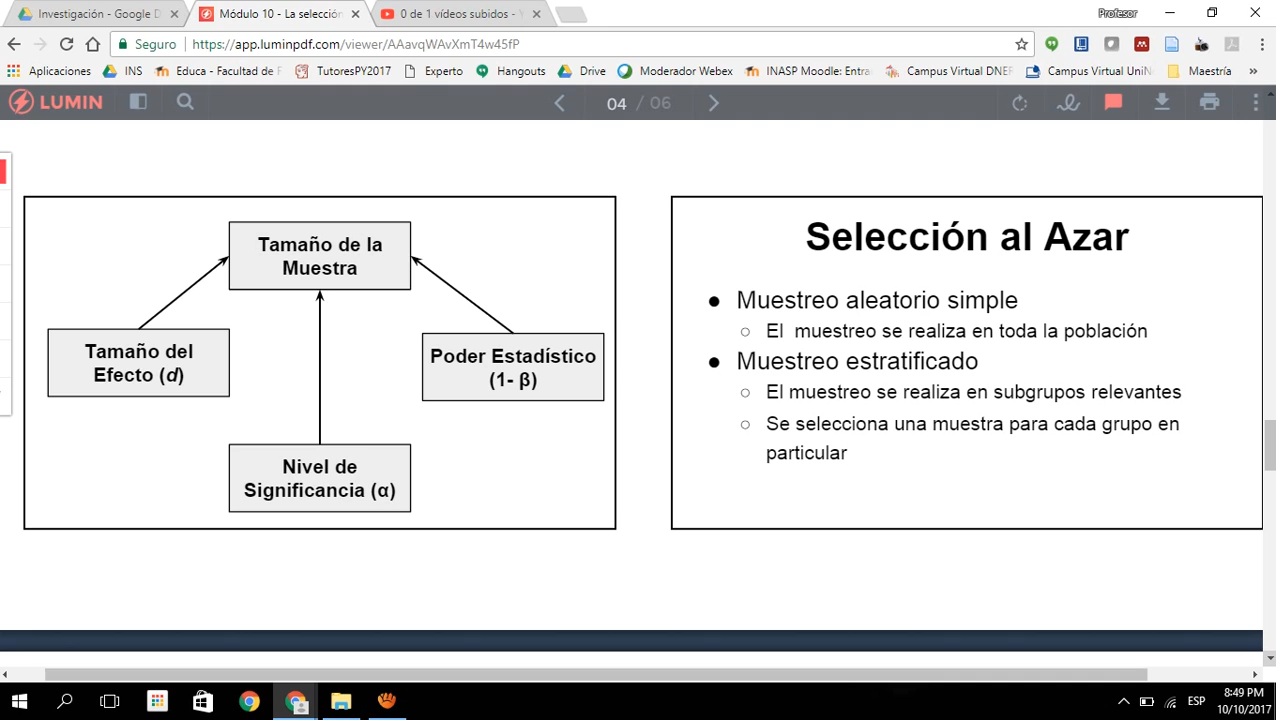 Investigación - Google D
Módulo 10 - La selección
0 de 1 vídeos subidos - Y
Profesor
Seguro
https://app.luminpdf.com/viewer/AAavqWAvXmT4w45fP
Aplicaciones
INS
Educa - Facultad de F
TutoresPY2017
Experto
Hangouts
Drive
Moderador Webex
INASP Moodle: Entra
Campus Virtual DNER
Campus Virtual UniN
Maestría
»
LUMIN
04 / 06
Tamaño de la
Muestra
Tamaño del
Efecto (d)
Poder Estadístico
(1- β)
Nivel de
Significancia (α)
Selección al Azar
● Muestreo aleatorio simple
○ El muestreo se realiza en toda la población
● Muestreo estratificado
○ El muestreo se realiza en subgrupos relevantes
○ Se selecciona una muestra para cada grupo en
particular
ESP
8:49 PM
10/10/2017